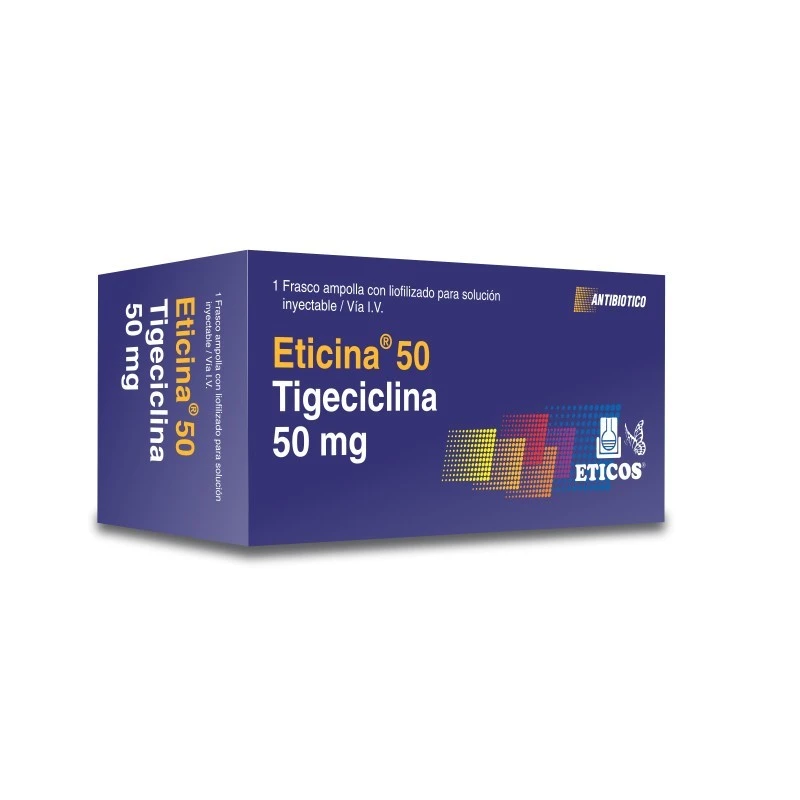 1 Frasco ampolla con liofilizado para solución
inyectable / Vía I.V.
ANTIBIOTICO
Eticina® 50
Tigeciclina
50 mg
ETICOS®
1 Frasco ampolla con liofilizado para solución
inyectable / Vía I.V.
Eticina® 50
Tigeciclina
50 mg